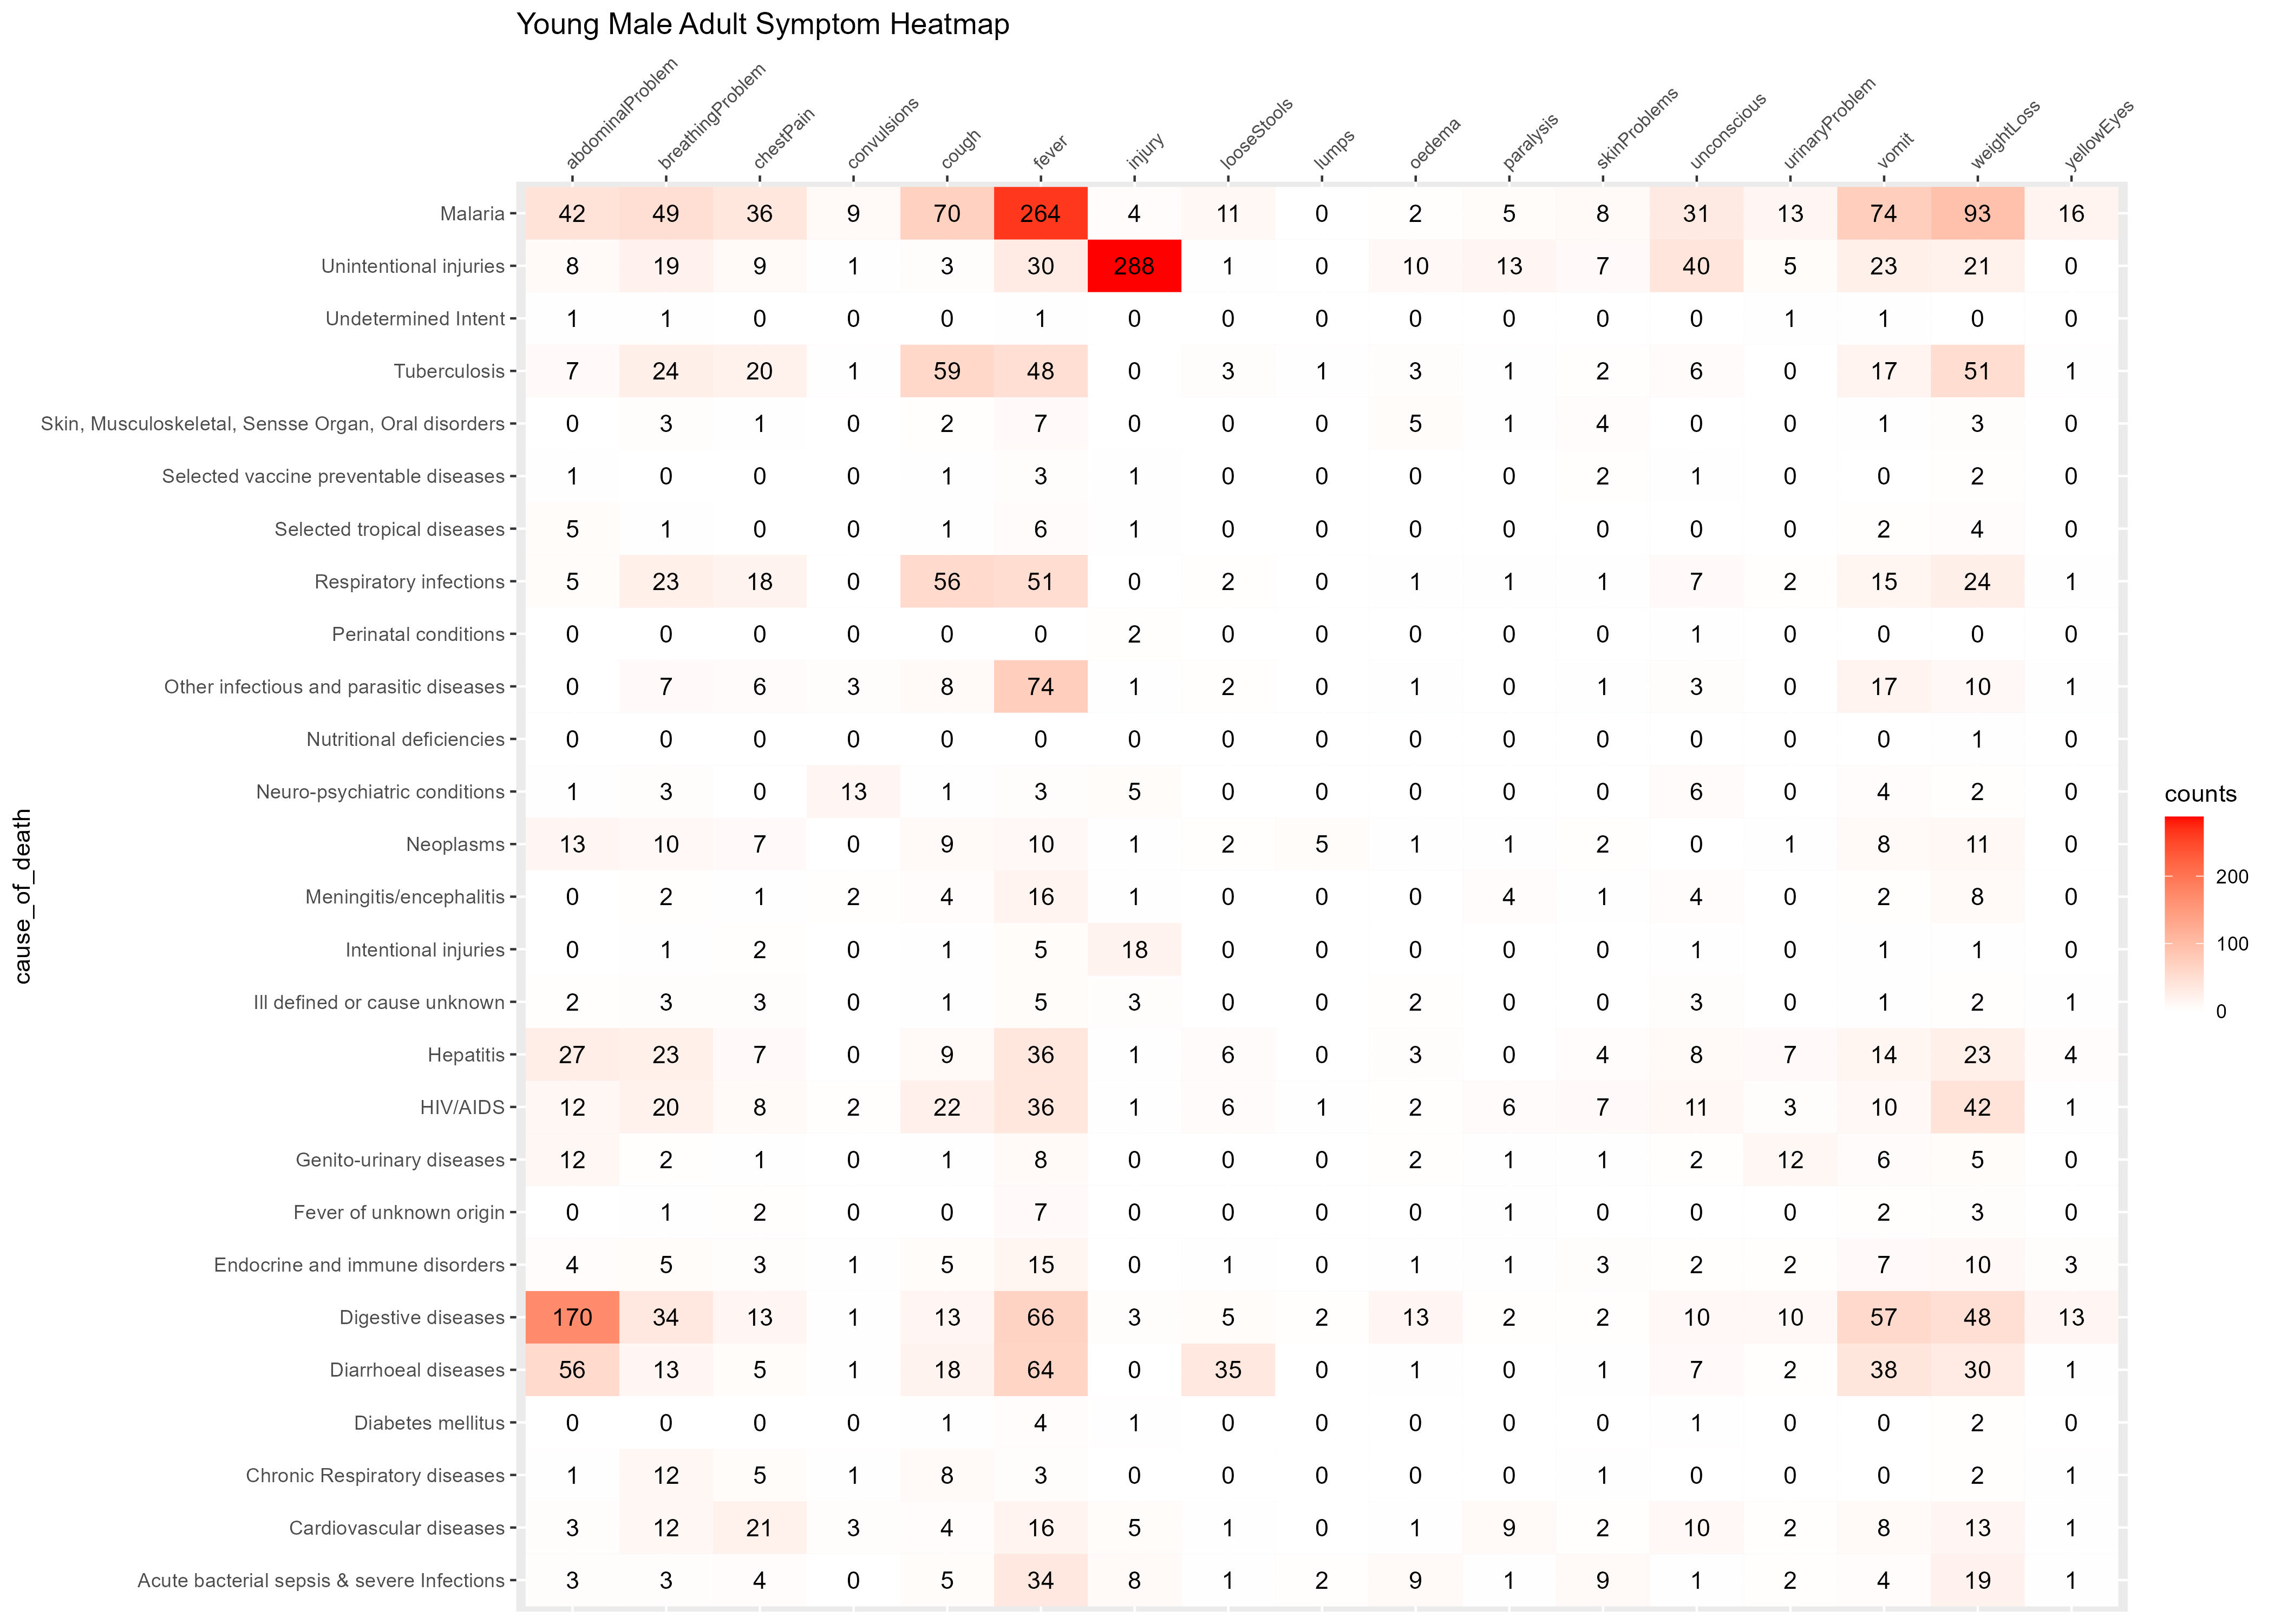 Young Male Adult Symptom Heatmap
abdominalProblem breathingProblem chestPain convulsions cough fever injury looseStools lumps oedema paralysis skinProblems unconscious urinaryProblem vomit weightLoss yellowEyes
Malaria 42 49 36 9 70 264 4 11 0 2 5 8 31 13 74 93 16
Unintentional injuries 8 19 9 1 3 30 288 1 0 10 13 7 40 5 23 21 0
Undetermined Intent 1 1 0 0 0 1 0 0 0 0 0 0 0 1 1 0 0
Tuberculosis 7 24 20 1 59 48 0 3 1 3 1 2 6 0 17 51 1
Skin, Musculoskeletal, Sensse Organ, Oral disorders 0 3 1 0 2 7 0 0 0 5 1 4 0 0 1 3 0
Selected vaccine preventable diseases 1 0 0 0 1 3 1 0 0 0 0 2 1 0 0 2 0
Selected tropical diseases 5 1 0 0 1 6 1 0 0 0 0 0 0 0 2 4 0
Respiratory infections 5 23 18 0 56 51 0 2 0 1 1 1 7 2 15 24 1
Perinatal conditions 0 0 0 0 0 0 2 0 0 0 0 0 1 0 0 0 0
Other infectious and parasitic diseases 0 7 6 3 8 74 1 2 0 1 0 1 3 0 17 10 1
Nutritional deficiencies 0 0 0 0 0 0 0 0 0 0 0 0 0 0 0 1 0
Neuro-psychiatric conditions 1 3 0 13 1 3 5 0 0 0 0 0 6 0 4 2 0
Neoplasms 13 10 7 0 9 10 1 2 5 1 1 2 0 1 8 11 0
Meningitis/encephalitis 0 2 1 2 4 16 1 0 0 0 4 1 4 0 2 8 0
Intentional injuries 0 1 2 0 1 5 18 0 0 0 0 0 1 0 1 1 0
Ill defined or cause unknown 2 3 3 0 1 5 3 0 0 2 0 0 3 0 1 2 1
Hepatitis 27 23 7 0 9 36 1 6 0 3 0 4 8 7 14 23 4
HIV/AIDS 12 20 8 2 22 36 1 6 1 2 6 7 11 3 10 42 1
Genito-urinary diseases 12 2 1 0 1 8 0 0 0 2 1 1 2 12 6 5 0
Fever of unknown origin 0 1 2 0 0 7 0 0 0 0 1 0 0 0 2 3 0
Endocrine and immune disorders 4 5 3 1 5 15 0 1 0 1 1 3 2 2 7 10 3
Digestive diseases 170 34 13 1 13 66 3 5 2 13 2 2 10 10 57 48 13
Diarrhoeal diseases 56 13 5 1 18 64 0 35 0 1 0 1 7 2 38 30 1
Diabetes mellitus 0 0 0 0 1 4 1 0 0 0 0 0 1 0 0 2 0
Chronic Respiratory diseases 1 12 5 1 8 3 0 0 0 0 0 1 0 0 0 2 1
Cardiovascular diseases 3 12 21 3 4 16 5 1 0 1 9 2 10 2 8 13 1
Acute bacterial sepsis & severe Infections 3 3 4 0 5 34 8 1 2 9 1 9 1 2 4 19 1
cause_of_death
counts
200
100
0